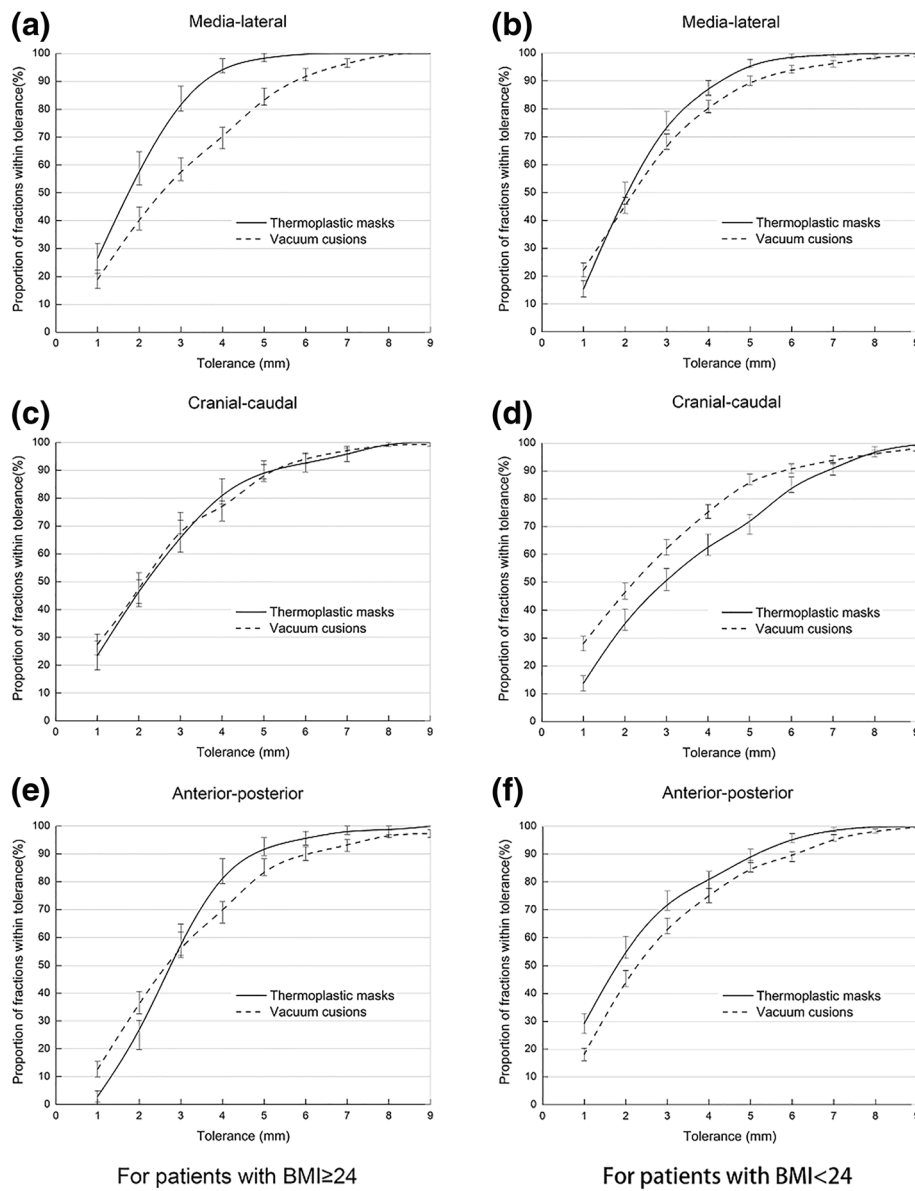 (a)
Media-lateral
Proportion of fractions within tolerance(%)
100
90
80
70
60
50
40
30
20
10
0
Thermoplastic masks
Vacuum cusions
0 1 2 3 4 5 6 7 8 9
Tolerance (mm)
(b)
Media-lateral
Proportion of fractions within tolerance(%)
100
90
80
70
60
50
40
30
20
10
0
Thermoplastic masks
Vacuum cusions
0 1 2 3 4 5 6 7 8 9
Tolerance (mm)
(c)
Cranial-caudal
Proportion of fractions within tolerance(%)
100
90
80
70
60
50
40
30
20
10
0
Thermoplastic masks
Vacuum cusions
0 1 2 3 4 5 6 7 8 9
Tolerance (mm)
(d)
Cranial-caudal
Proportion of fractions within tolerance(%)
100
90
80
70
60
50
40
30
20
10
0
Thermoplastic masks
Vacuum cusions
0 1 2 3 4 5 6 7 8 9
Tolerance (mm)
(e)
Anterior-posterior
Proportion of fractions within tolerance(%)
100
90
80
70
60
50
40
30
20
10
0
Thermoplastic masks
Vacuum cusions
0 1 2 3 4 5 6 7 8 9
Tolerance (mm)
(f)
Anterior-posterior
Proportion of fractions within tolerance(%)
100
90
80
70
60
50
40
30
20
10
0
Thermoplastic masks
Vacuum cusions
0 1 2 3 4 5 6 7 8 9
Tolerance (mm)
For patients with BMI≥24
For patients with BMI<24